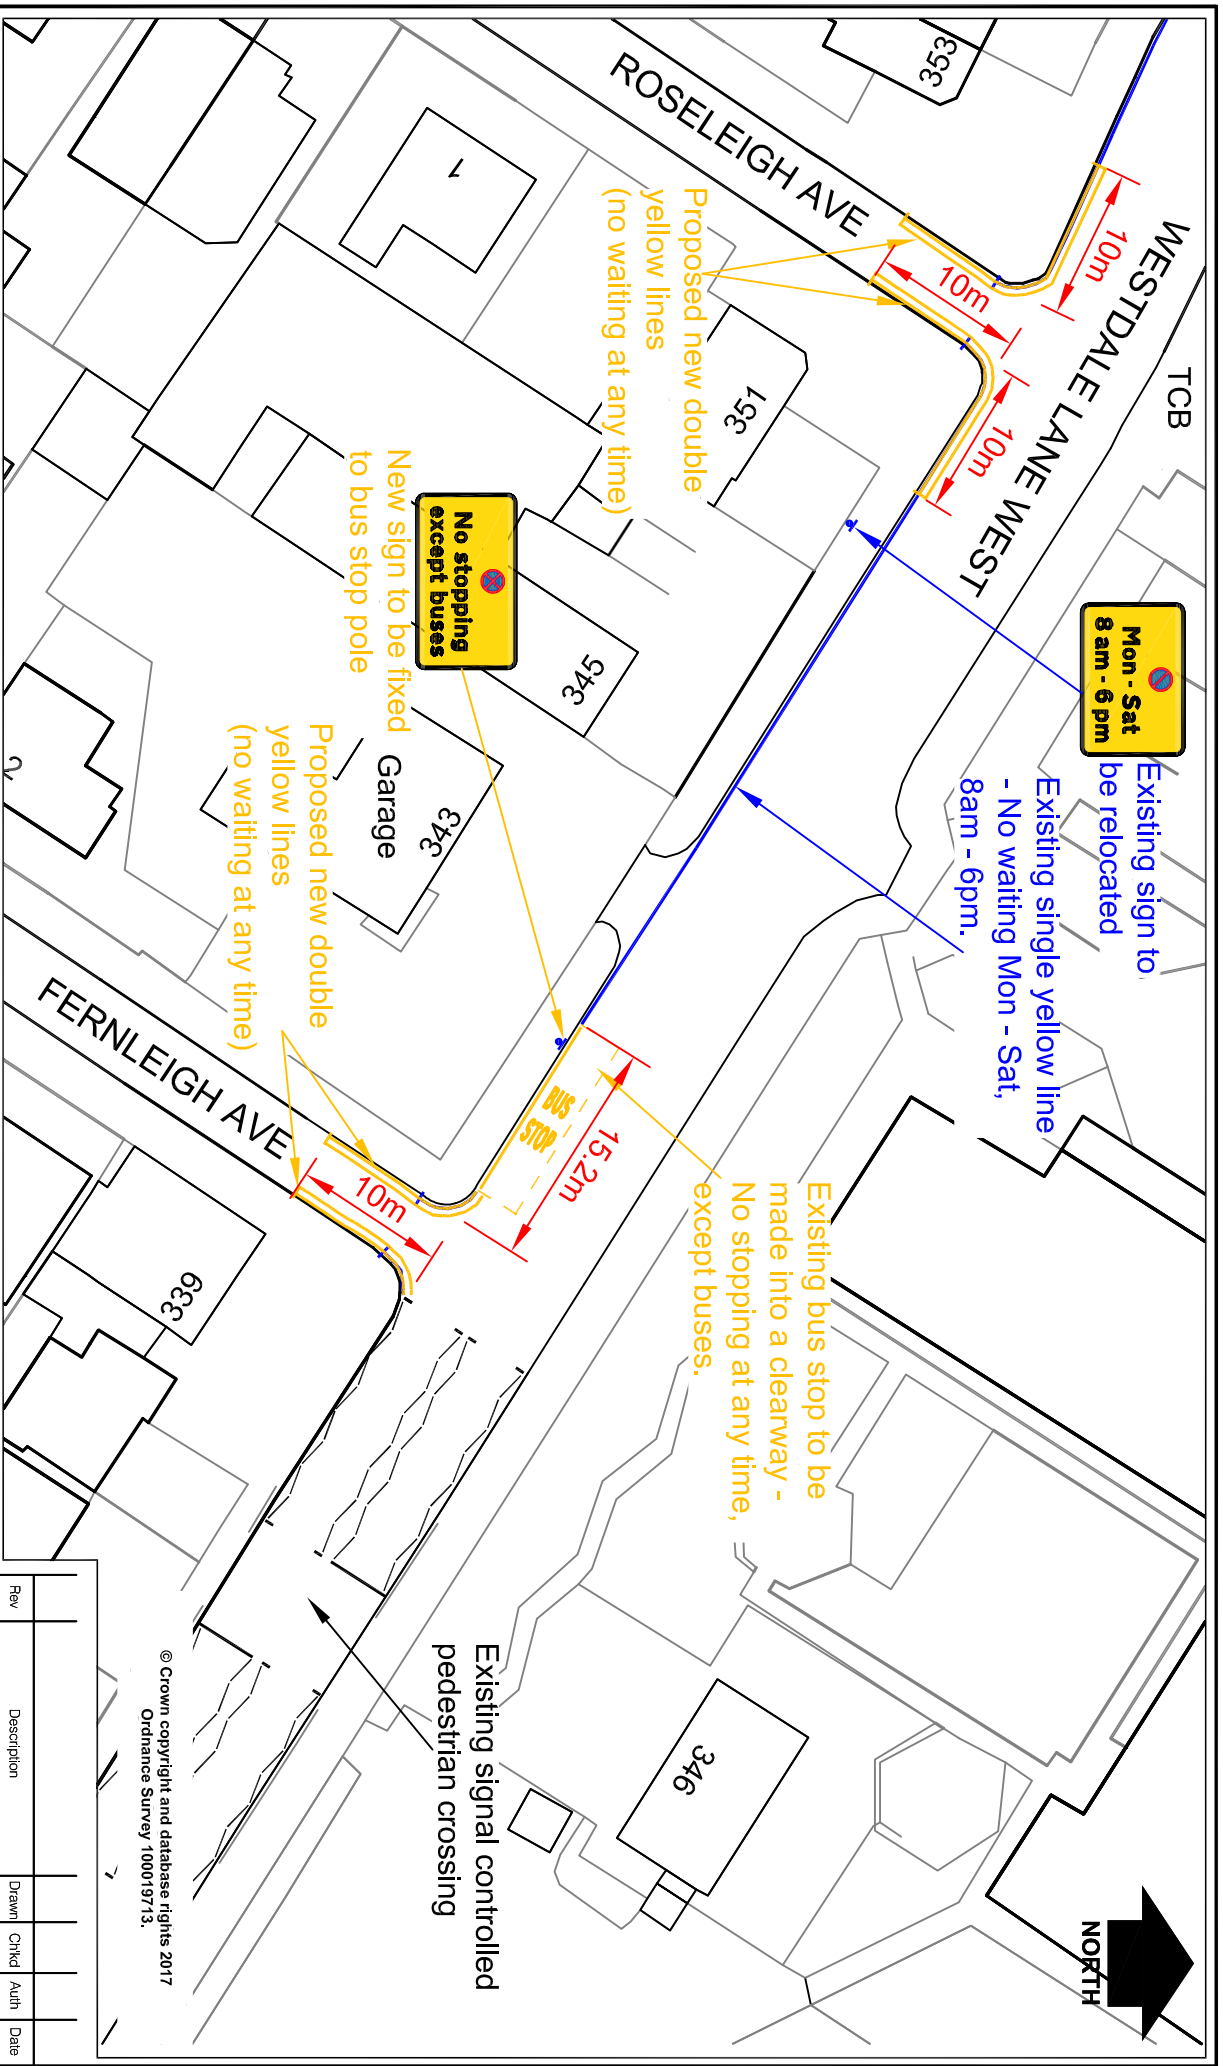 353
ROSELEIGH AVE
WESTDALE LANE WEST
TCB
10m
10m
10m
1
Proposed new double
yellow lines
(no waiting at any time)
351
Mon - Sat
8 am - 6 pm
Existing sign to
be relocated
Existing single yellow line
- No waiting Mon - Sat,
8am - 6pm.
No stopping
except buses
New sign to be fixed
to bus stop pole
345
343
Garage
2
Proposed new double
yellow lines
(no waiting at any time)
FERNLEIGH AVE
BUS
STOP
15.2m
10m
Existing bus stop to be
made into a clearway -
No stopping at any time,
except buses.
339
346
Existing signal controlled
pedestrian crossing
NORTH
© Crown copyright and database rights 2017
Ordnance Survey 100019713.
Rev
Description
Drawn
Ch'kd
Auth
Date